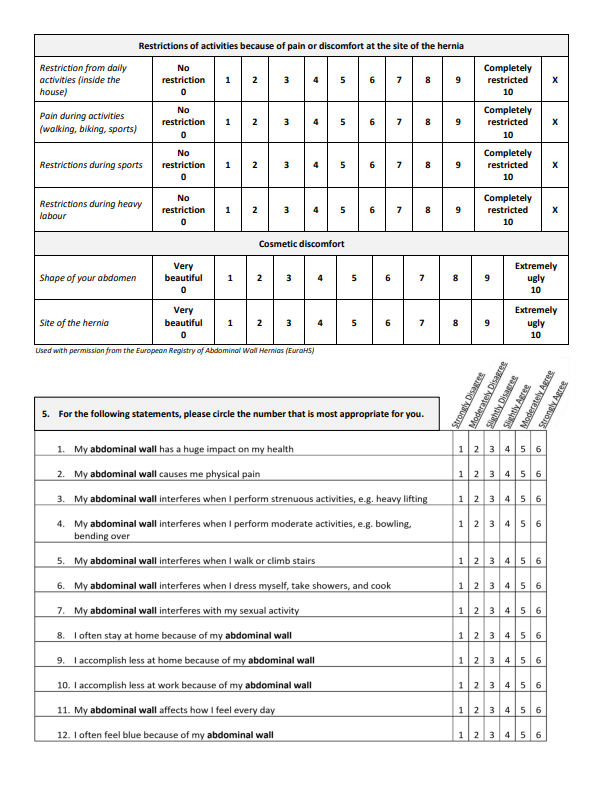 Restrictions of activities because of pain or discomfort at the site of the hernia
Restriction from daily activities (inside the house) No restriction 0 1 2 3 4 5 6 7 8 9 Completely restricted 10 X
Pain during activities (walking, biking, sports) No restriction 0 1 2 3 4 5 6 7 8 9 Completely restricted 10 X
Restrictions during sports No restriction 0 1 2 3 4 5 6 7 8 9 Completely restricted 10 X
Restrictions during heavy labour No restriction 0 1 2 3 4 5 6 7 8 9 Completely restricted 10 X
Cosmetic discomfort
Shape of your abdomen Very beautiful 0 1 2 3 4 5 6 7 8 9 Extremely ugly 10
Site of the hernia Very beautiful 0 1 2 3 4 5 6 7 8 9 Extremely ugly 10
Used with permission from the European Registry of Abdominal Wall Hernias (EuraHS)
Strongly Disagree
Moderately Disagree
Slightly Disagree
Slightly Agree
Moderately Agree
Strongly Agree
5. For the following statements, please circle the number that is most appropriate for you.
1. My abdominal wall has a huge impact on my health 1 2 3 4 5 6
2. My abdominal wall causes me physical pain 1 2 3 4 5 6
3. My abdominal wall interferes when I perform strenuous activities, e.g. heavy lifting 1 2 3 4 5 6
4. My abdominal wall interferes when I perform moderate activities, e.g. bowling, 1 2 3 4 5 6
bending over
5. My abdominal wall interferes when I walk or climb stairs 1 2 3 4 5 6
6. My abdominal wall interferes when I dress myself, take showers, and cook 1 2 3 4 5 6
7. My abdominal wall interferes with my sexual activity 1 2 3 4 5 6
8. I often stay at home because of my abdominal wall 1 2 3 4 5 6
9. I accomplish less at home because of my abdominal wall 1 2 3 4 5 6
10. I accomplish less at work because of my abdominal wall 1 2 3 4 5 6
11. My abdominal wall affects how I feel every day 1 2 3 4 5 6
12. I often feel blue because of my abdominal wall 1 2 3 4 5 6